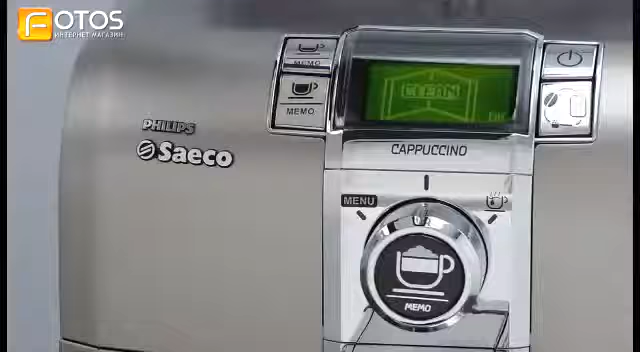 FOTOS
ИНТЕРНЕТ МАГАЗИН
MEMO
MEMO
CLEAN
PHILIPS
Saeco
CAPPUCCINO
MENU
MEMO